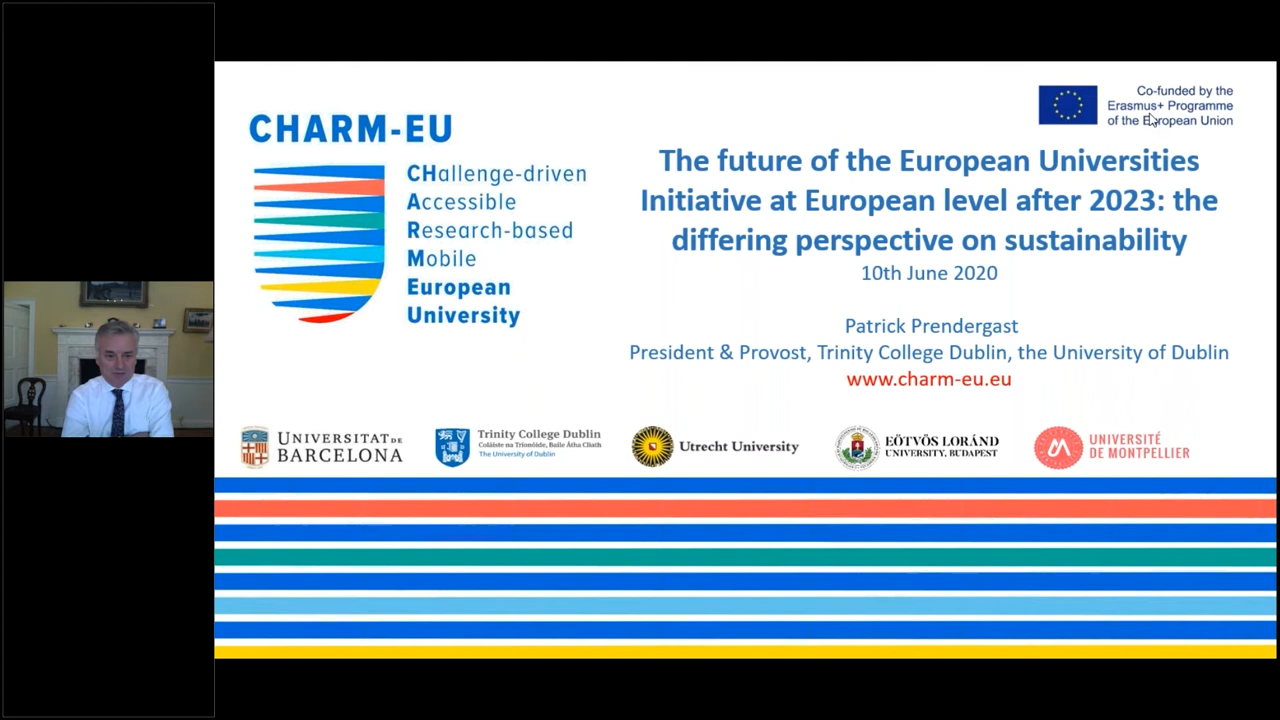 CHARM-EU
CHallenge-driven
Accessible
Research-based
Mobile
European
University
Co-funded by the
Erasmus+ Programme
of the European Union
The future of the European Universities
Initiative at European level after 2023: the
differing perspective on sustainability
10th June 2020
Patrick Prendergast
President & Provost, Trinity College Dublin, the University of Dublin
www.charm-eu.eu
UNIVERSITAT DE
BARCELONA
Trinity College Dublin
Coláiste na Tríonóide, Baile Átha Cliath
The University of Dublin
Utrecht University
EÖTVÖS LORÁND
UNIVERSITY, BUDAPEST
UNIVERSITÉ
DE MONTPELLIER